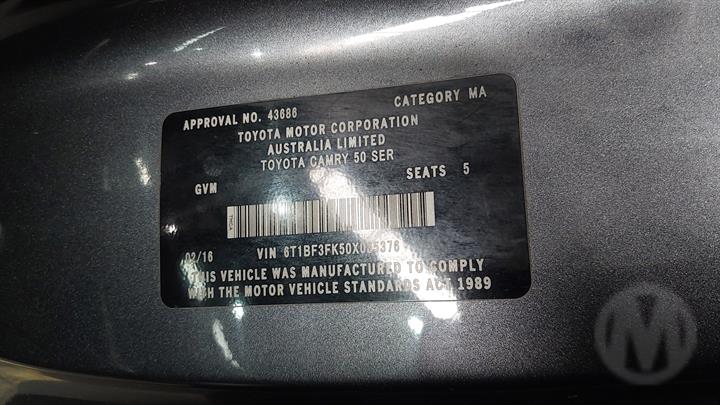 APPROVAL NO. 43686 CATEGORY MA
TOYOTA MOTOR CORPORATION
AUSTRALIA LIMITED
TOYOTA CAMRY 50 SER
GVM SEATS 5
02/16 VIN
THIS VEHICLE WAS MANUFACTURED TO COMPLY
WITH THE MOTOR VEHICLE STANDARDS ACT 1989
M